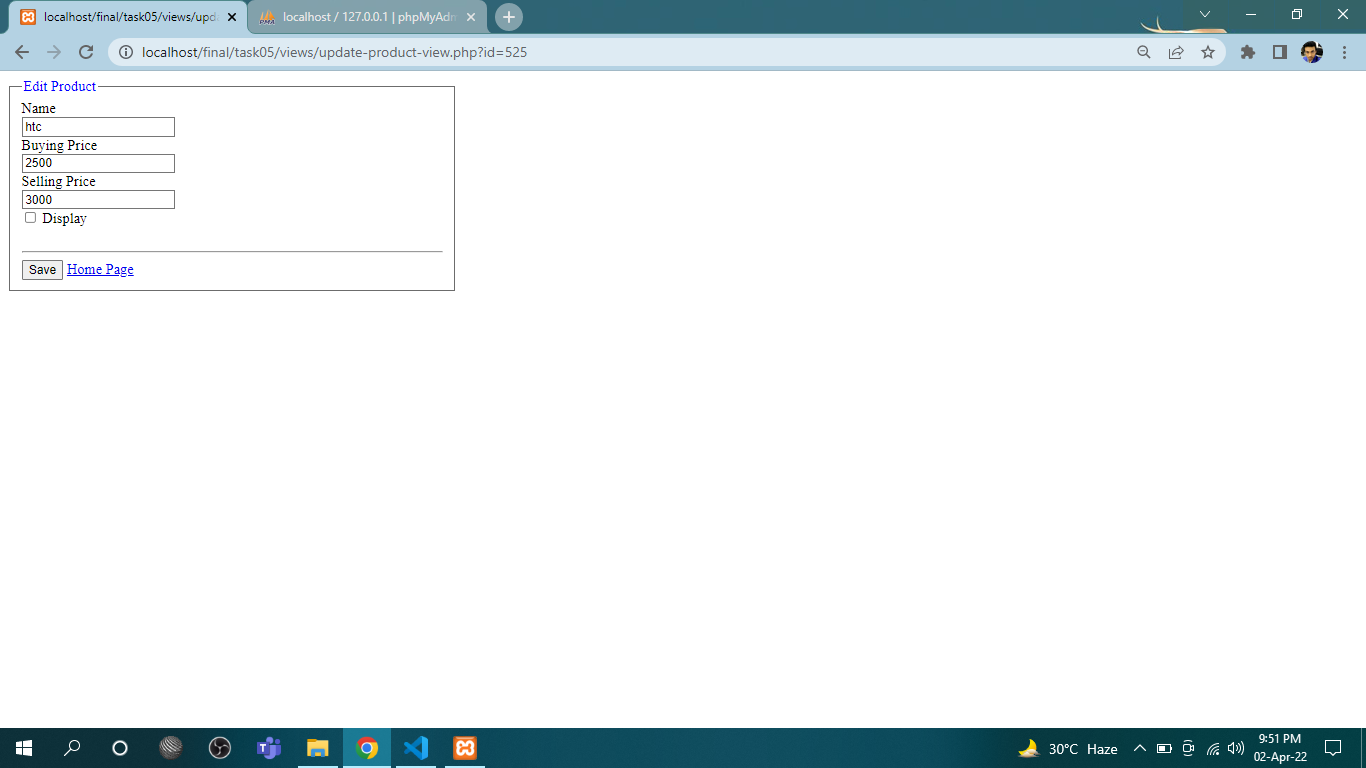 localhost/final/task05/views/upda
localhost / 127.0.0.1 | phpMyAdm
localhost/final/task05/views/update-product-view.php?id=525
Edit Product
Name
htc
Buying Price
2500
Selling Price
3000
Display
Save Home Page
30°C Haze
9:51 PM
02-Apr-22